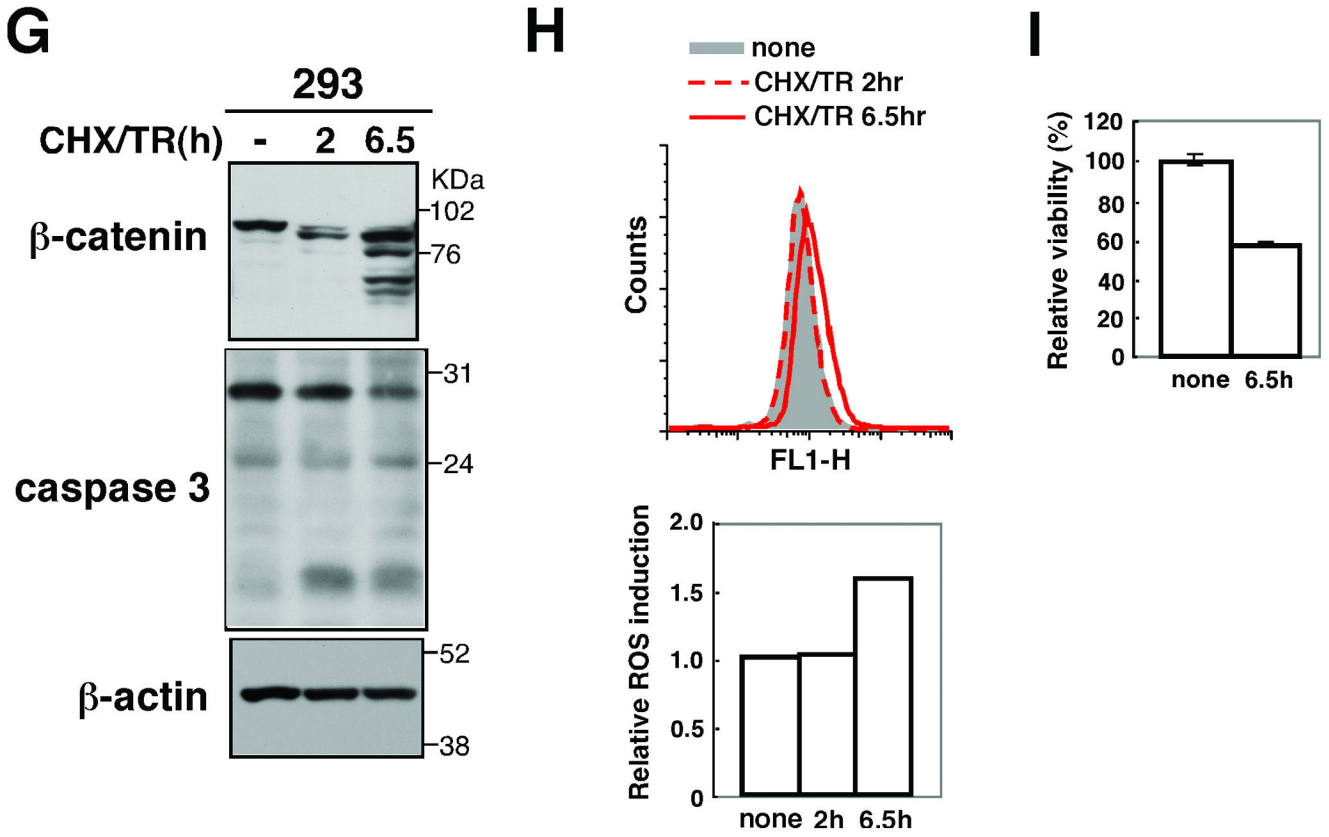 G
293
CHX/TR(h) - 2 6.5
KDa
β-catenin
102
76
caspase 3
31
24
β-actin
52
38
H
none
CHX/TR 2hr
CHX/TR 6.5hr
Counts
FL1-H
Relative ROS induction
2.0
1.5
1.0
0.5
0
none 2h 6.5h
I
Relative viability (%)
120
100
80
60
40
20
0
none 6.5h